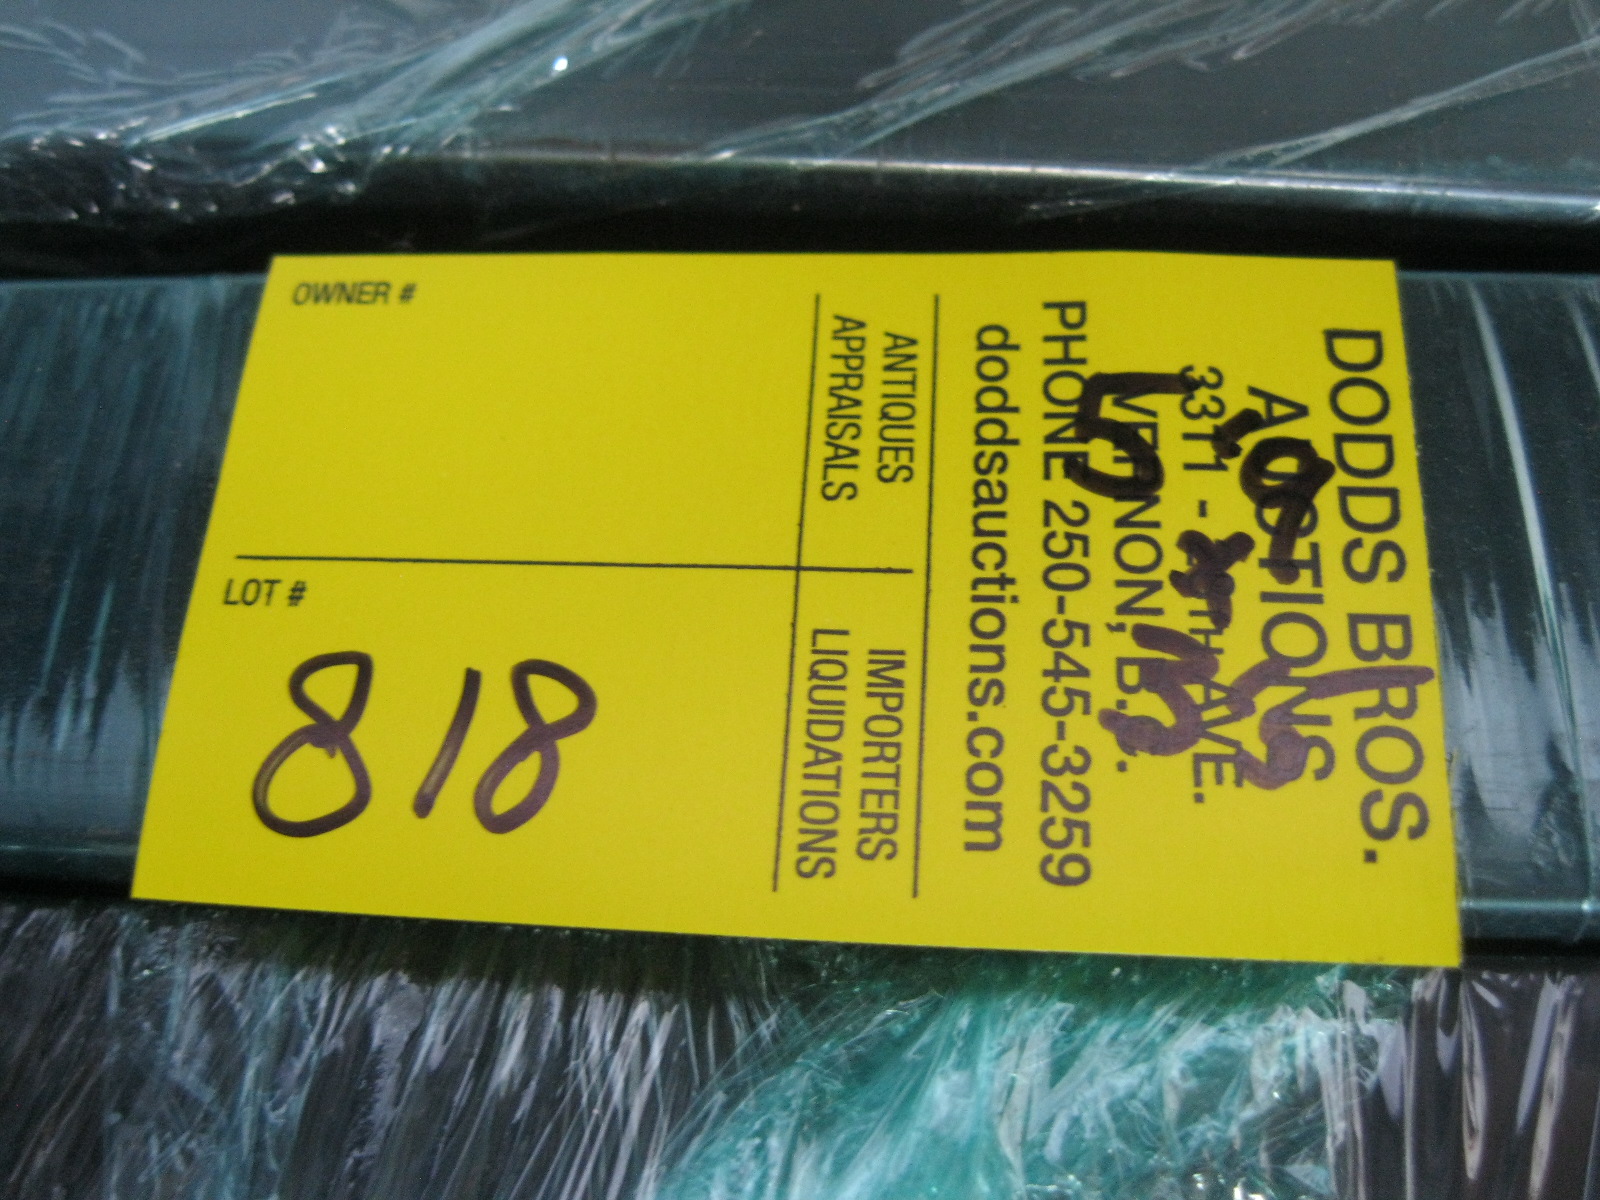 DODDS BROS.
AUCTIONS
3311 - TH AVE.
VERNON, B.C.
PHONE 250-545-3259
doddsauctions.com
ANTIQUES
APPRAISALS
IMPORTERS
LIQUIDATIONS
OWNER #
LOT #
818